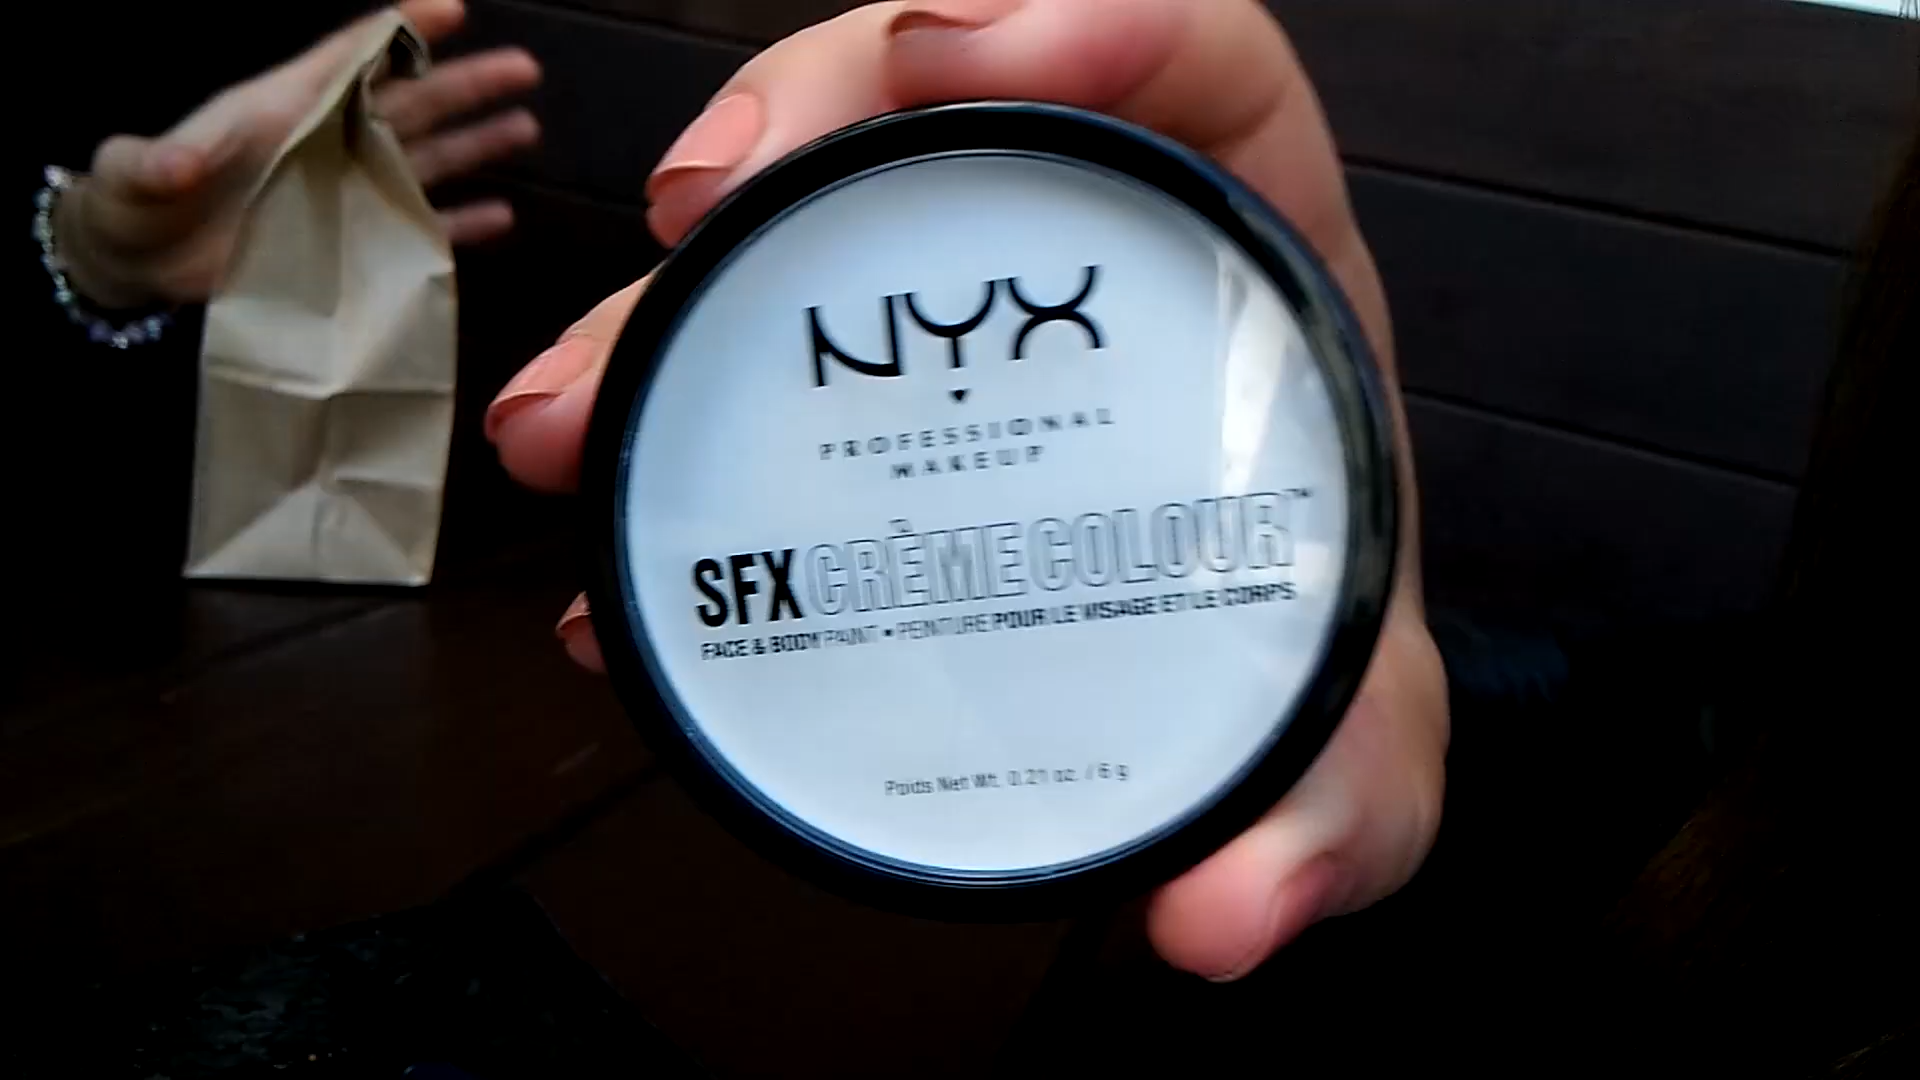 NYX
PROFESSIONAL
MAKEUP
SFX CRÈME COLOUR™
FACE & BODY PAINT • PEINTURE POUR LE VISAGE ET LE CORPS
Poids Net Wt. 0.21 oz. / 6 g